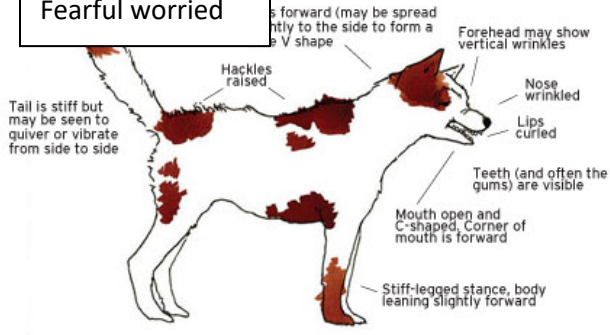 Fearful worried
s forward (may be spread
htly to the side to form a
e V shape
Forehead may show
vertical wrinkles
Hackles
raised
Nose
wrinkled
Tail is stiff but
may be seen to
quiver or vibrate
from side to side
Lips
curled
Teeth (and often the
gums) are visible
Mouth open and
C-shaped. Corner of
mouth is forward
Stiff-legged stance, body
leaning slightly forward